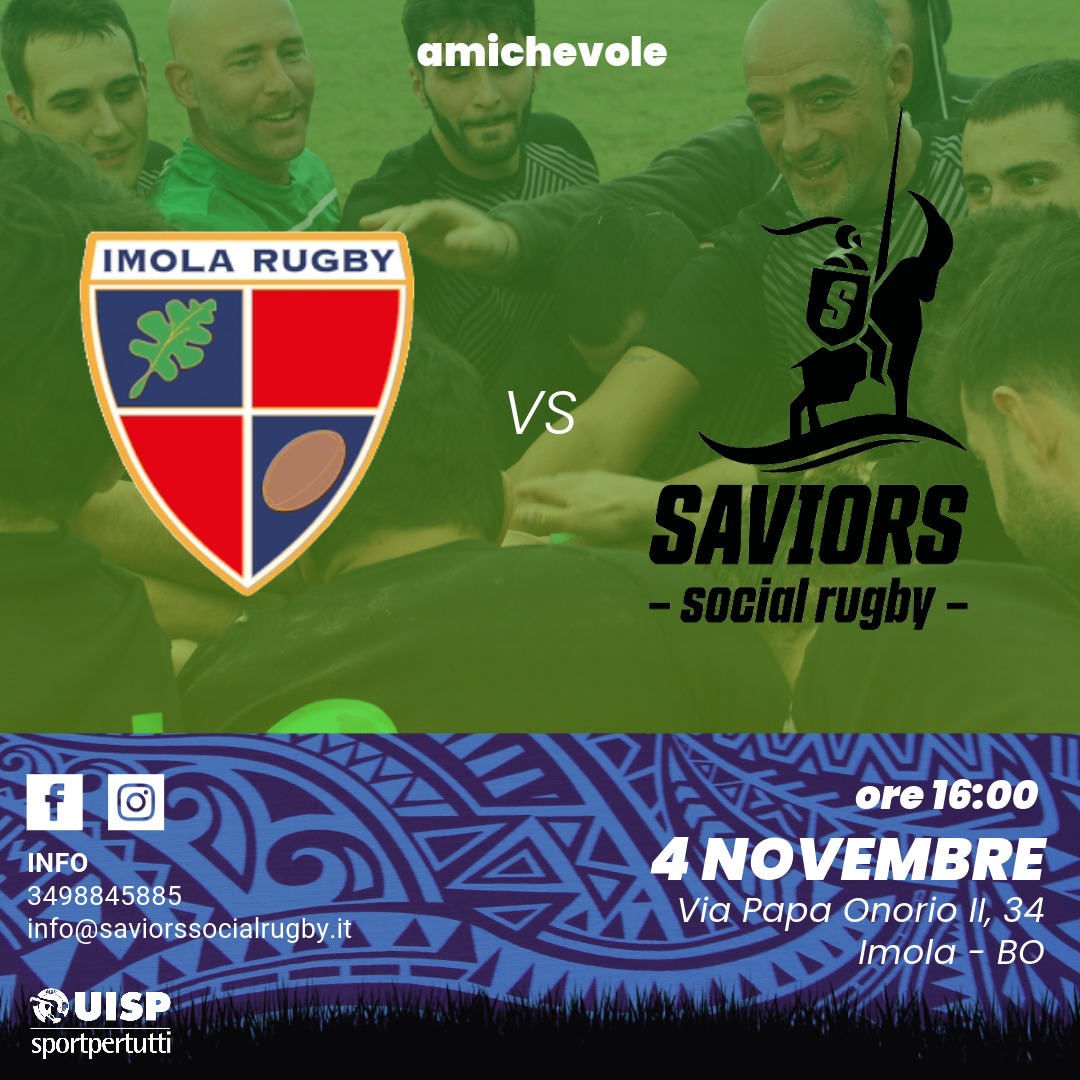 amichevole
IMOLA RUGBY
VS
S
SAVIORS
- social rugby -
ore 16:00
4 NOVEMBRE
Via Papa Onorio II, 34
Imola - BO
INFO
3498845885
info@saviorssocialrugby.it
UISP
sportpertutti